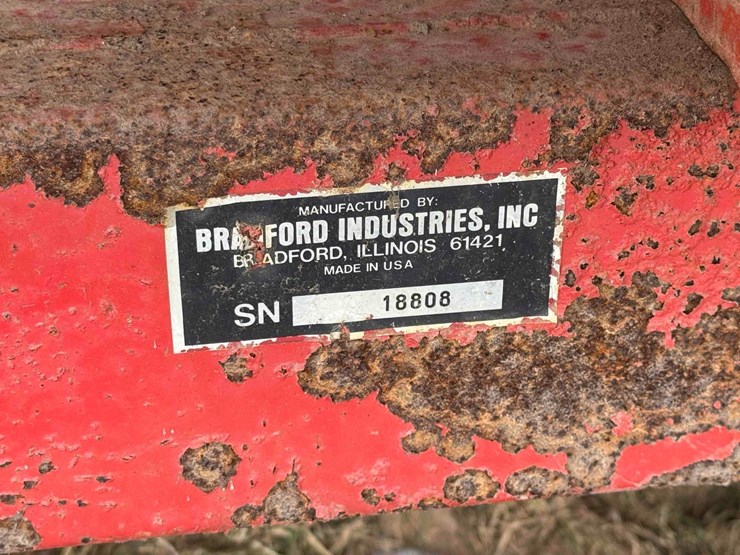 MANUFACTURED BY:
BRADFORD INDUSTRIES, INC
BRADFORD, ILLINOIS 61421
MADE IN USA
SN 18808